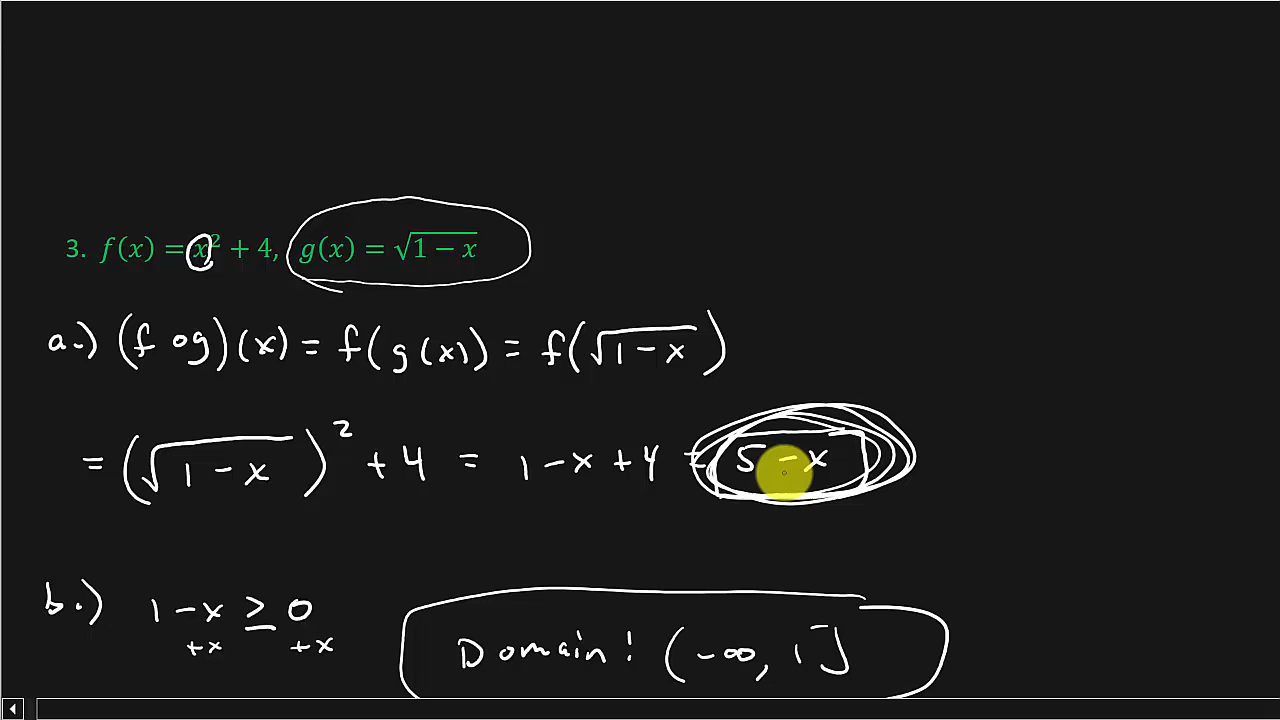 3. f(x) = x² + 4, g(x) = √(1 − x)
a.) (f ∘ g)(x) = f(g(x)) = f(√(1 − x))
= (√(1 − x))² + 4 = 1 − x + 4 = 5 − x
b.) 1 − x ≥ 0
+x +x
Domain: (−∞, 1]